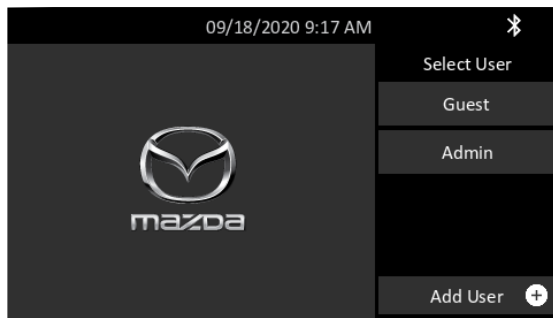 09/18/2020 9:17 AM
Select User
Guest
Admin
mazDa
Add User